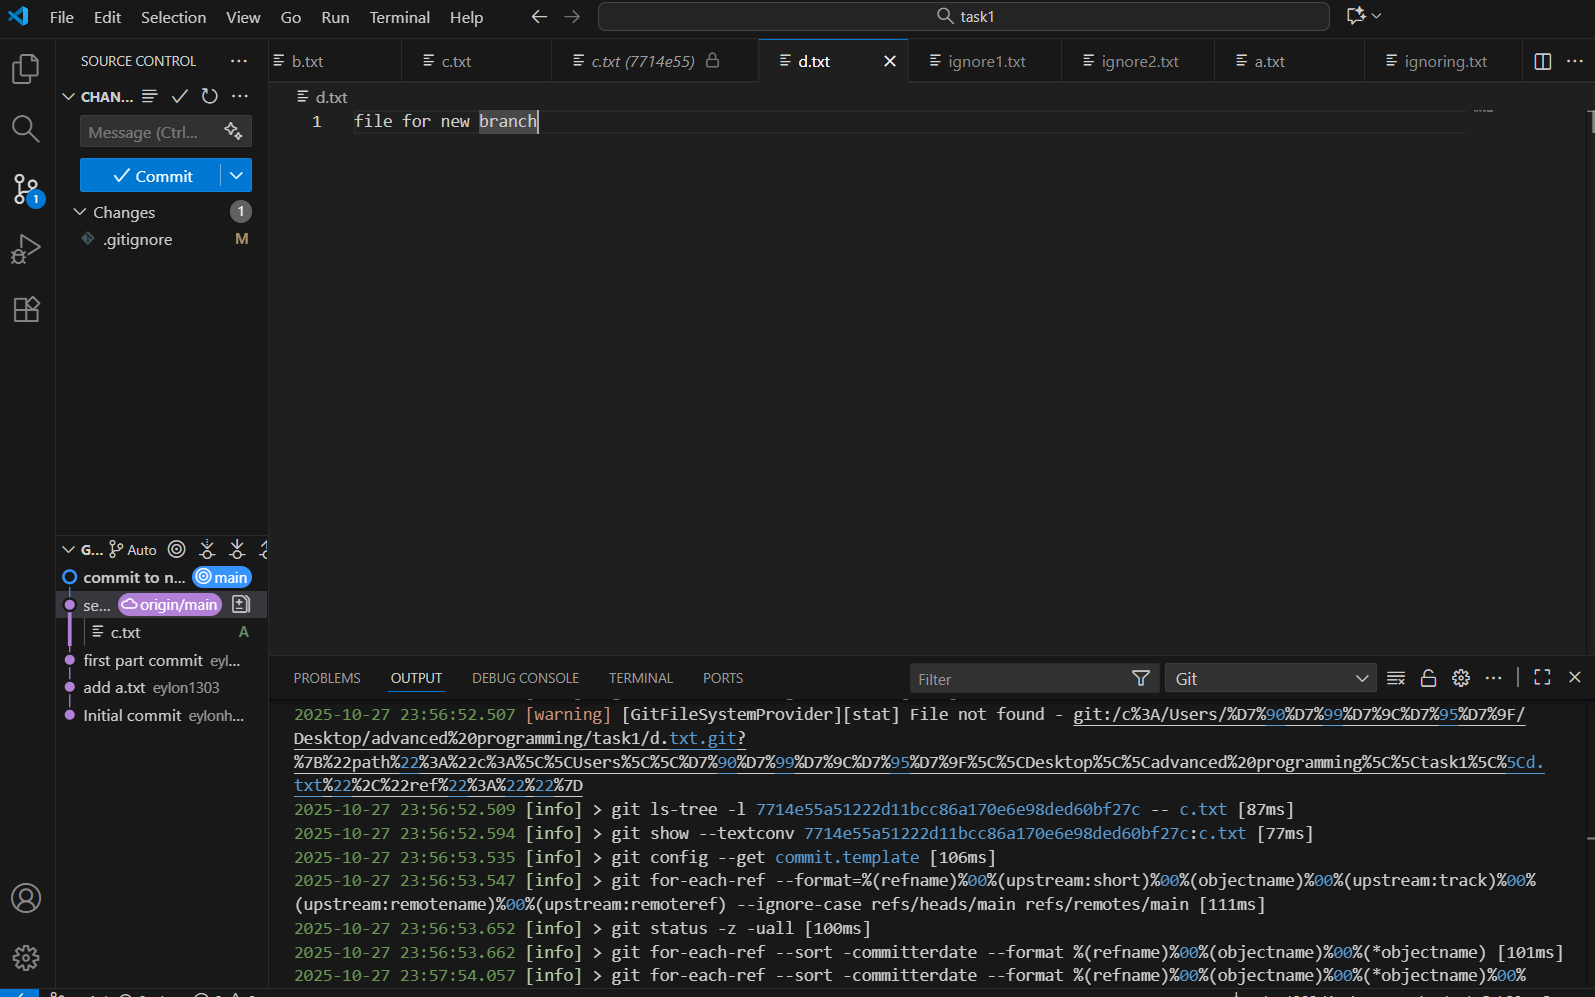 File Edit Selection View Go Run Terminal Help
task1
SOURCE CONTROL
b.txt
c.txt
c.txt (7714e55)
d.txt
ignore1.txt
ignore2.txt
a.txt
ignoring.txt
CHAN...
d.txt
Message (Ctrl...
1 file for new branch
Commit
1
Changes 1
.gitignore M
G... Auto
commit to n... main
se... origin/main
c.txt A
first part commit eyl...
add a.txt eylon1303
Initial commit eylonh...
PROBLEMS OUTPUT DEBUG CONSOLE TERMINAL PORTS
Filter
Git
2025-10-27 23:56:52.507 [warning] [GitFileSystemProvider][stat] File not found - git:/c%3A/Users/%D7%90%D7%99%D7%9C%D7%95%D7%9F/
Desktop/advanced%20programming/task1/d.txt.git?
%7B%22path%22%3A%22c%3A%5C%5CUsers%5C%5C%D7%90%D7%99%D7%9C%D7%95%D7%9F%5C%5CDesktop%5C%5Cadvanced%20programming%5C%5Ctask1%5C%5Cd.
txt%22%2C%22ref%22%3A%22%22%7D
2025-10-27 23:56:52.509 [info] > git ls-tree -l 7714e55a51222d11bcc86a170e6e98ded60bf27c -- c.txt [87ms]
2025-10-27 23:56:52.594 [info] > git show --textconv 7714e55a51222d11bcc86a170e6e98ded60bf27c:c.txt [77ms]
2025-10-27 23:56:53.535 [info] > git config --get commit.template [106ms]
2025-10-27 23:56:53.547 [info] > git for-each-ref --format=%(refname)%00%(upstream:short)%00%(objectname)%00%(upstream:track)%00%
(upstream:remotename)%00%(upstream:remoteref) --ignore-case refs/heads/main refs/remotes/main [111ms]
2025-10-27 23:56:53.652 [info] > git status -z -uall [100ms]
2025-10-27 23:56:53.662 [info] > git for-each-ref --sort -committerdate --format %(refname)%00%(objectname)%00%(*objectname) [101ms]
2025-10-27 23:57:54.057 [info] > git for-each-ref --sort -committerdate --format %(refname)%00%(objectname)%00%(*objectname)%00%